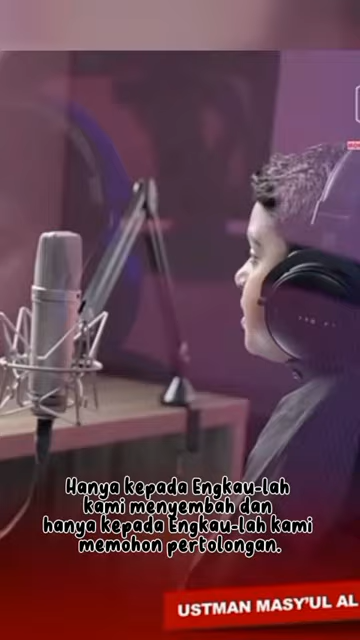 Hanya kepada Engkau-lah
kami menyembah dan
hanya kepada Engkau-lah kami
memohon pertolongan.
USTMAN MASY'UL AL